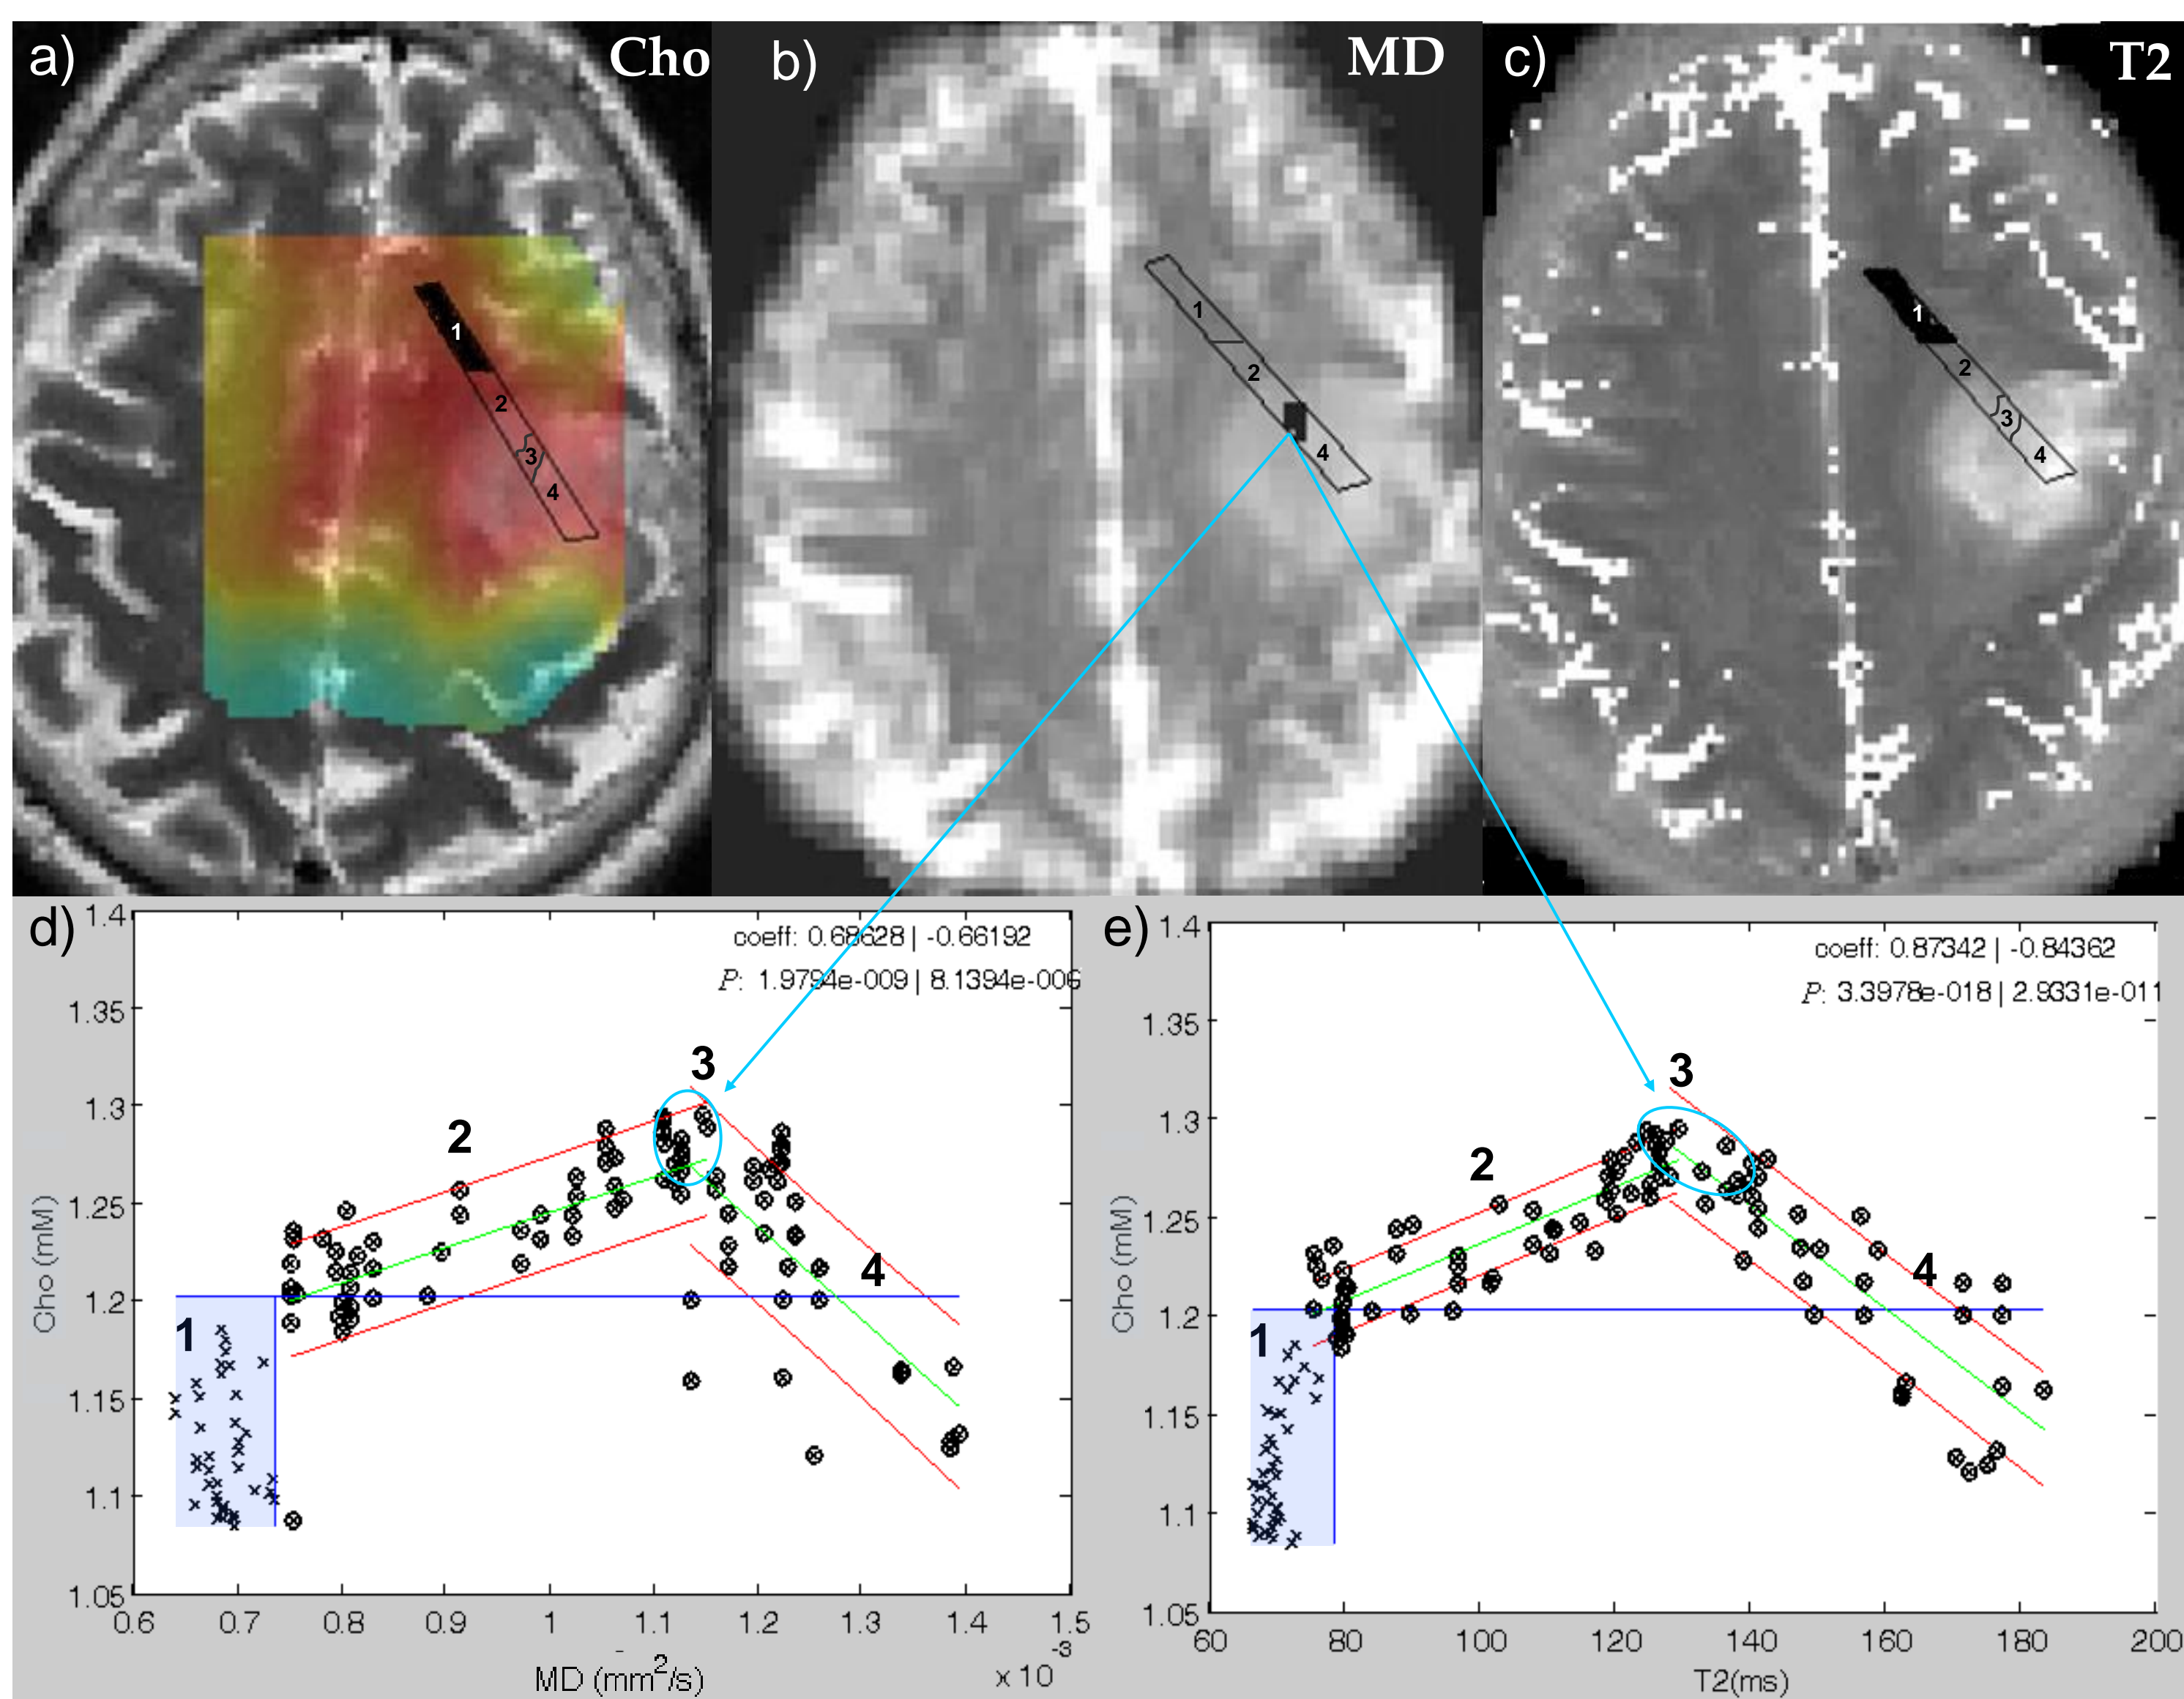 a)
Cho
b)
MD
c)
T2
1
2
3
4
1
2
4
1
2
3
4
d)
1.4
1.35
1.3
1.25
1.2
1.15
1.1
1.05
0.6 0.7 0.8 0.9 1 1.1 1.2 1.3 1.4 1.5
x 10
-3
MD (mm2/s)
Cho (mM)
coeff: 0.68628 | -0.66192
P: 1.9794e-009 | 8.1394e-006
1
2
3
4
e)
1.4
1.35
1.3
1.25
1.2
1.15
1.1
1.05
60 80 100 120 140 160 180 200
T2(ms)
Cho (mM)
coeff: 0.87342 | -0.84362
P: 3.3978e-018 | 2.9331e-011
1
2
3
4